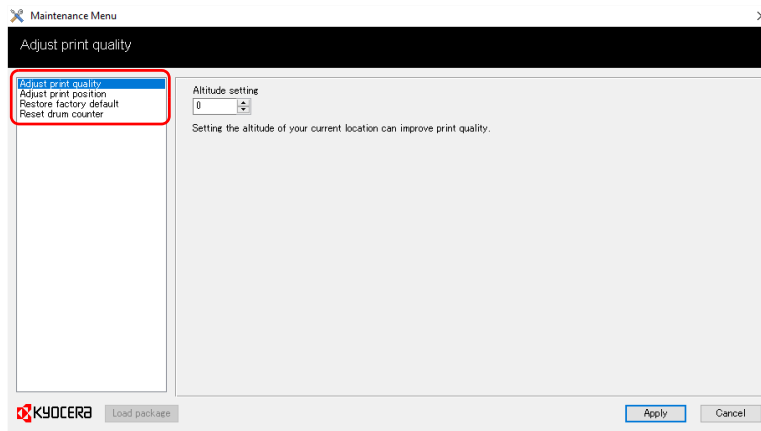 Maintenance Menu
Adjust print quality
Adjust print quality
Adjust print position
Restore factory default
Reset drum counter
Altitude setting
0
Setting the altitude of your current location can improve print quality.
KYOCERA
Load package
Apply
Cancel